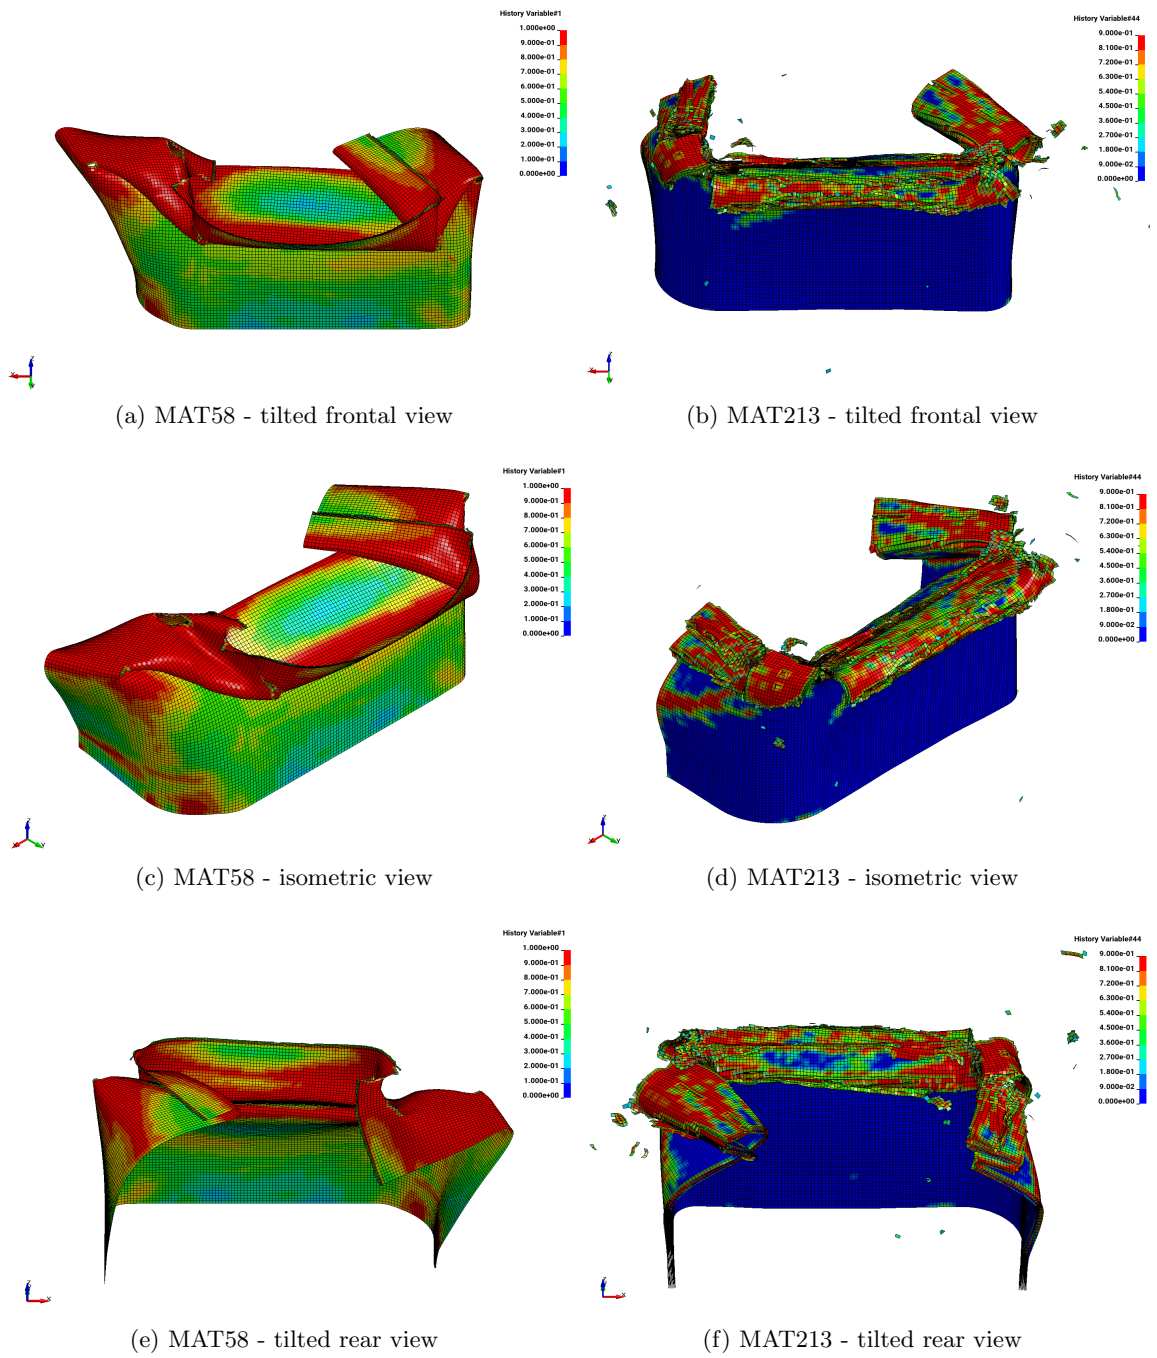 History Variable#1
1.000e+00
9.000e-01
8.000e-01
7.000e-01
6.000e-01
5.000e-01
4.000e-01
3.000e-01
2.000e-01
1.000e-01
0.000e+00
History Variable#44
9.000e-01
8.100e-01
7.200e-01
6.300e-01
5.400e-01
4.500e-01
3.600e-01
2.700e-01
1.800e-01
9.000e-02
0.000e+00
(a) MAT58 - tilted frontal view
(b) MAT213 - tilted frontal view
History Variable#1
1.000e+00
9.000e-01
8.000e-01
7.000e-01
6.000e-01
5.000e-01
4.000e-01
3.000e-01
2.000e-01
1.000e-01
0.000e+00
History Variable#44
9.000e-01
8.100e-01
7.200e-01
6.300e-01
5.400e-01
4.500e-01
3.600e-01
2.700e-01
1.800e-01
9.000e-02
0.000e+00
(c) MAT58 - isometric view
(d) MAT213 - isometric view
History Variable#1
1.000e+00
9.000e-01
8.000e-01
7.000e-01
6.000e-01
5.000e-01
4.000e-01
3.000e-01
2.000e-01
1.000e-01
0.000e+00
History Variable#44
9.000e-01
8.100e-01
7.200e-01
6.300e-01
5.400e-01
4.500e-01
3.600e-01
2.700e-01
1.800e-01
9.000e-02
0.000e+00
(e) MAT58 - tilted rear view
(f) MAT213 - tilted rear view